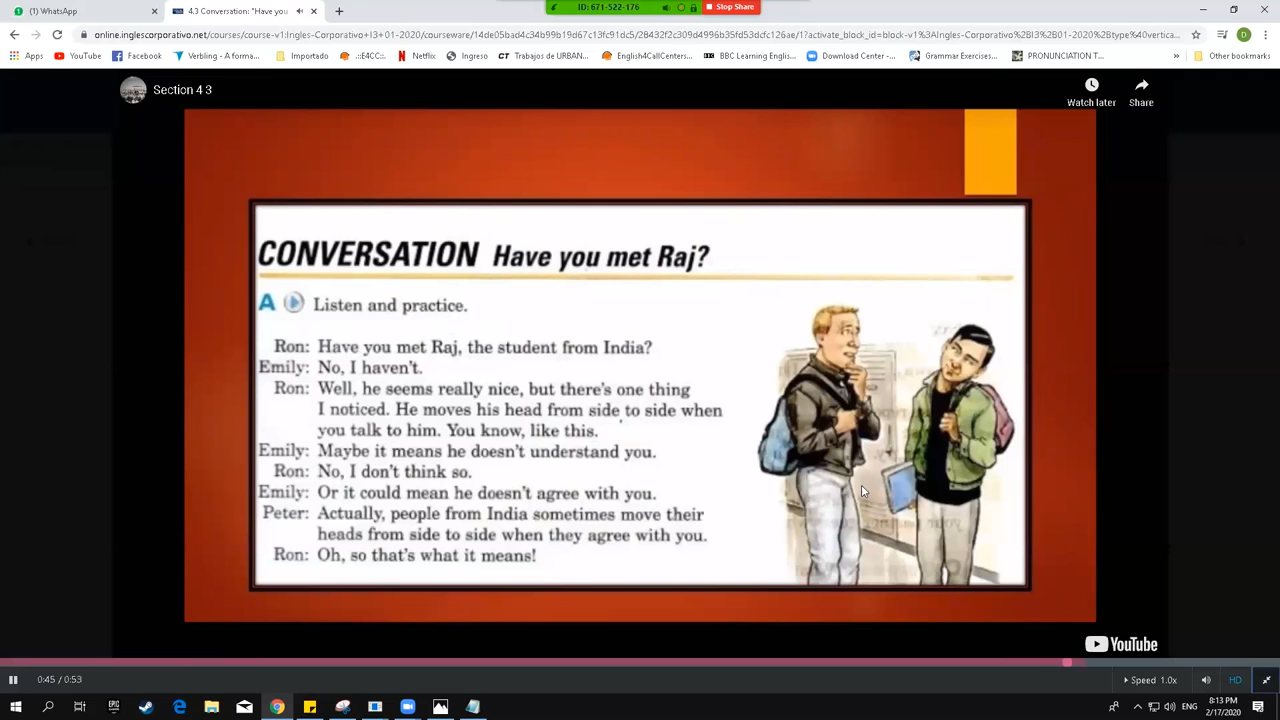 (1) WhatsApp
4.3 Conversation: "Have you
ID: 671-522-176
Stop Share
online.inglescorporativo.net/courses/course-v1:Ingles-Corporativo+I3+01-2020/courseware/14de05bad4c34b99b19d67c13fc91dc5/28432f2c309d4996b35fd53dfc126ae/1?activate_block_id=block-v1%3AIngles-Corporativo%2BI3%2B01-2020%2Btype%40vertica...
D
Apps
YouTube
Facebook
Verbling - A forma...
Importado
.::E4CC::.
Netflix
Ingreso
CT Trabajos de URBAN...
English4CallCenters...
BBC Learning Englis...
Download Center -...
Grammar Exercises...
PRONUNCIATION T...
»
Other bookmarks
Section 4 3
Watch later
Share
CONVERSATION Have you met Raj?
A Listen and practice.
Ron: Have you met Raj, the student from India?
Emily: No, I haven't.
Ron: Well, he seems really nice, but there's one thing
I noticed. He moves his head from side to side when
you talk to him. You know, like this.
Emily: Maybe it means he doesn't understand you.
Ron: No, I don't think so.
Emily: Or it could mean he doesn't agree with you.
Peter: Actually, people from India sometimes move their
heads from side to side when they agree with you.
Ron: Oh, so that's what it means!
YouTube
0:45 / 0:53
Speed 1.0x
HD
ENG
8:13 PM
2/17/2020